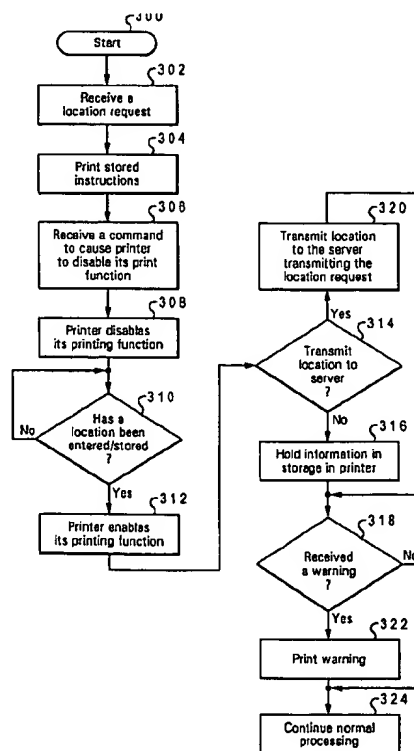 300
Start
302
Receive a
location request
304
Print stored
instructions
306
Receive a command
to cause printer
to disable its print
function
308
Printer disables
its printing function
310
No
Has a
location been
entered/stored
?
Yes
312
Printer enables
its printing function
320
Transmit location
to the server
transmitting the
location request
Yes
314
Transmit
location to
server
?
No
316
Hold information in
storage in printer
318
Received
a warning
?
No
Yes
322
Print warning
324
Continue normal
processing